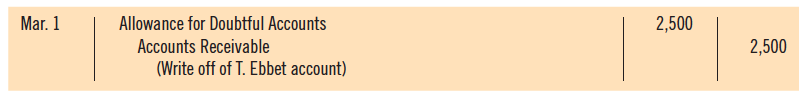 Mar. 1 Allowance for Doubtful Accounts 2,500
Accounts Receivable 2,500
(Write off of T. Ebbet account)